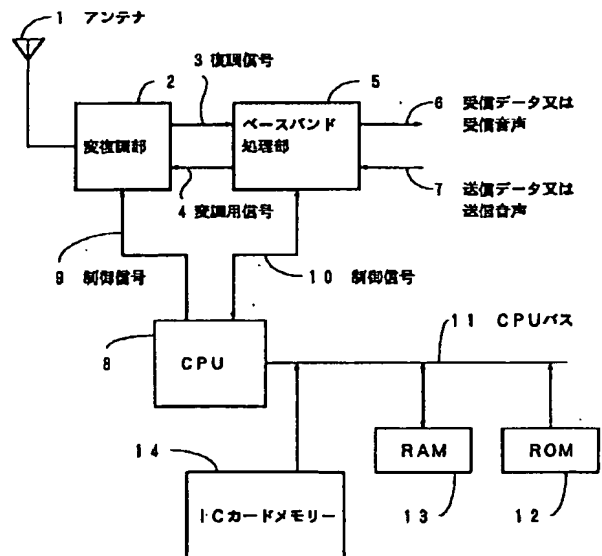 1 アンテナ
2
3 復調信号
5
変復調部
ベースバンド
処理部
6 受信データ又は
受信音声
4 変調用信号
7 送信データ又は
送信音声
9 制御信号
10 制御信号
8
CPU
11 CPUバス
14
ICカードメモリー
RAM
13
ROM
12